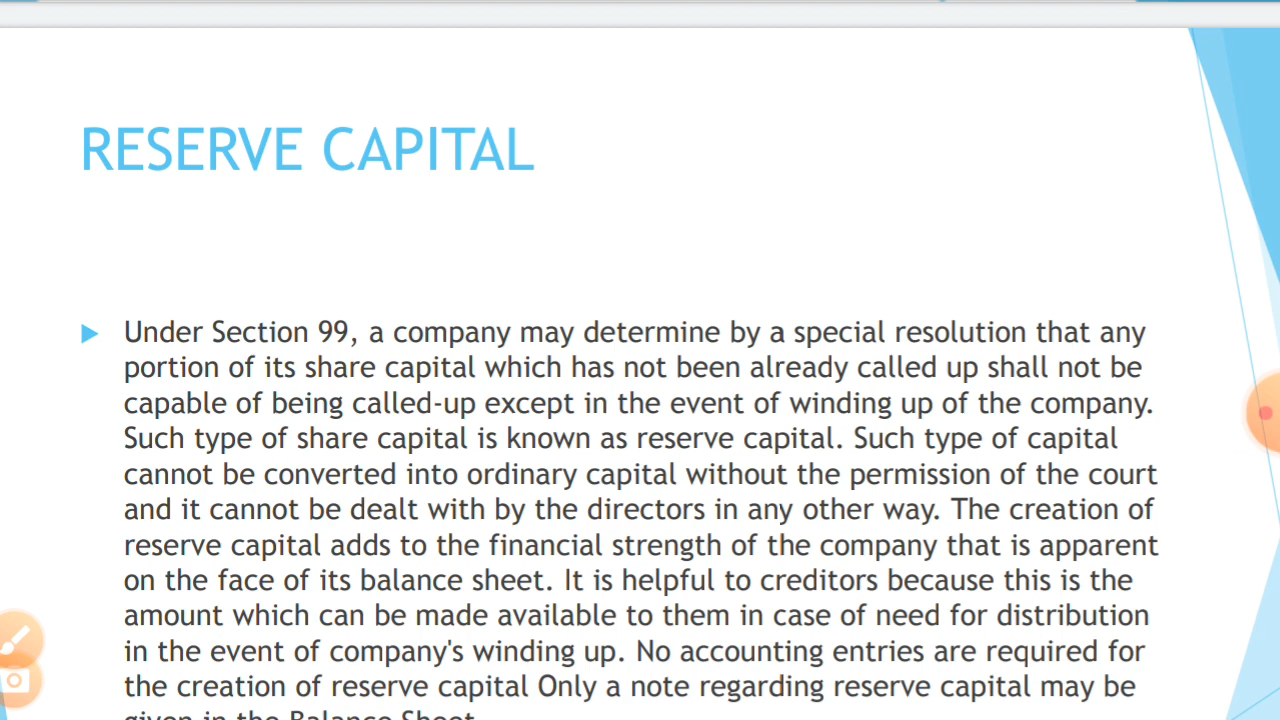 RESERVE CAPITAL
Under Section 99, a company may determine by a special resolution that any
portion of its share capital which has not been already called up shall not be
capable of being called-up except in the event of winding up of the company.
Such type of share capital is known as reserve capital. Such type of capital
cannot be converted into ordinary capital without the permission of the court
and it cannot be dealt with by the directors in any other way. The creation of
reserve capital adds to the financial strength of the company that is apparent
on the face of its balance sheet. It is helpful to creditors because this is the
amount which can be made available to them in case of need for distribution
in the event of company's winding up. No accounting entries are required for
the creation of reserve capital Only a note regarding reserve capital may be
given in the Balance Sheet